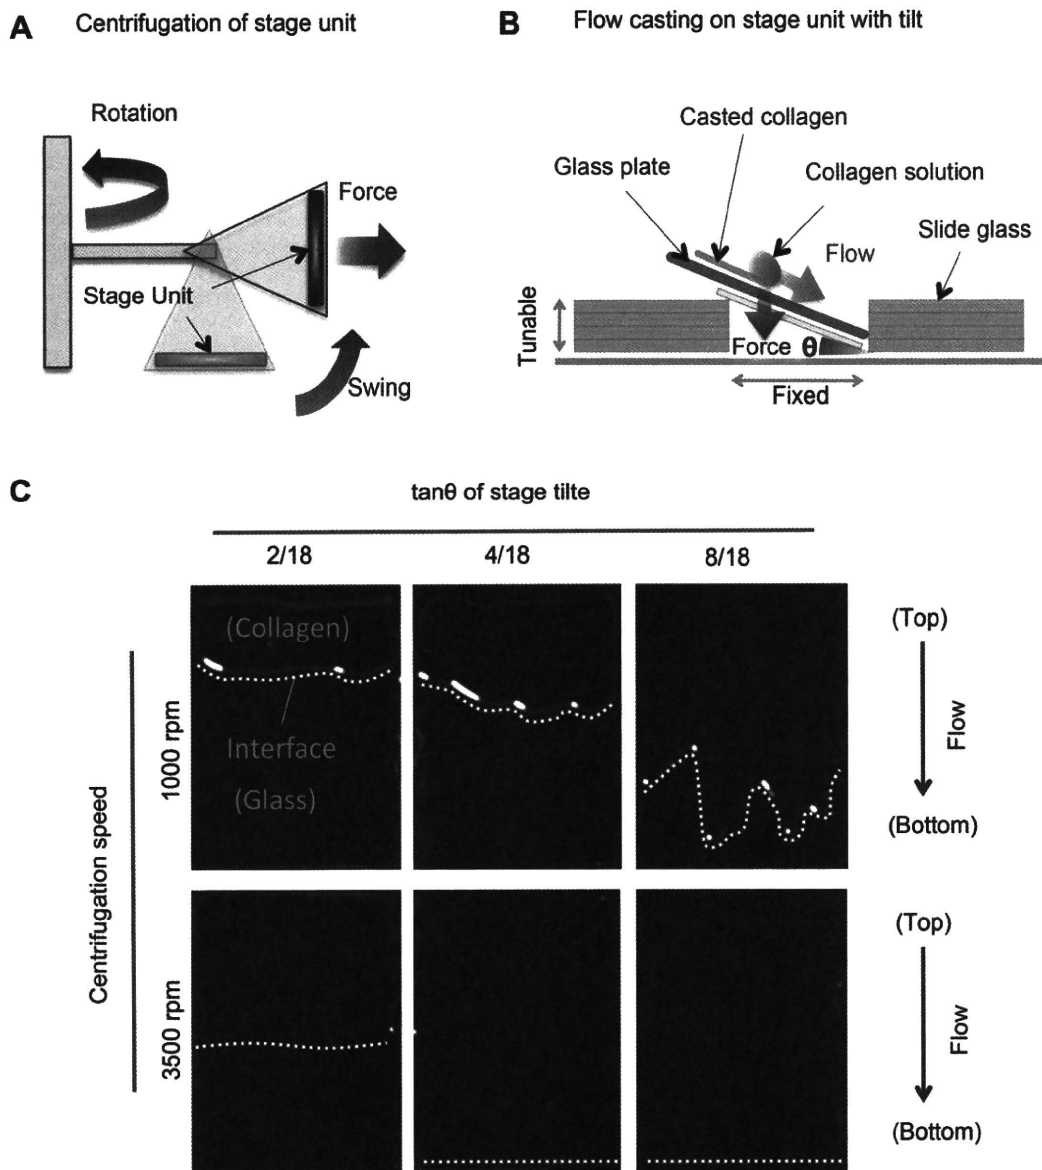 A Centrifugation of stage unit
Rotation
Force
Stage Unit
Swing
B Flow casting on stage unit with tilt
Casted collagen
Glass plate
Collagen solution
Flow
Slide glass
Tunable
Force θ
Fixed
C
tanθ of stage tilte
2/18 4/18 8/18
Centrifugation speed
1000 rpm
(Collagen)
Interface
(Glass)
(Top)
Flow
(Bottom)
3500 rpm
(Top)
Flow
(Bottom)